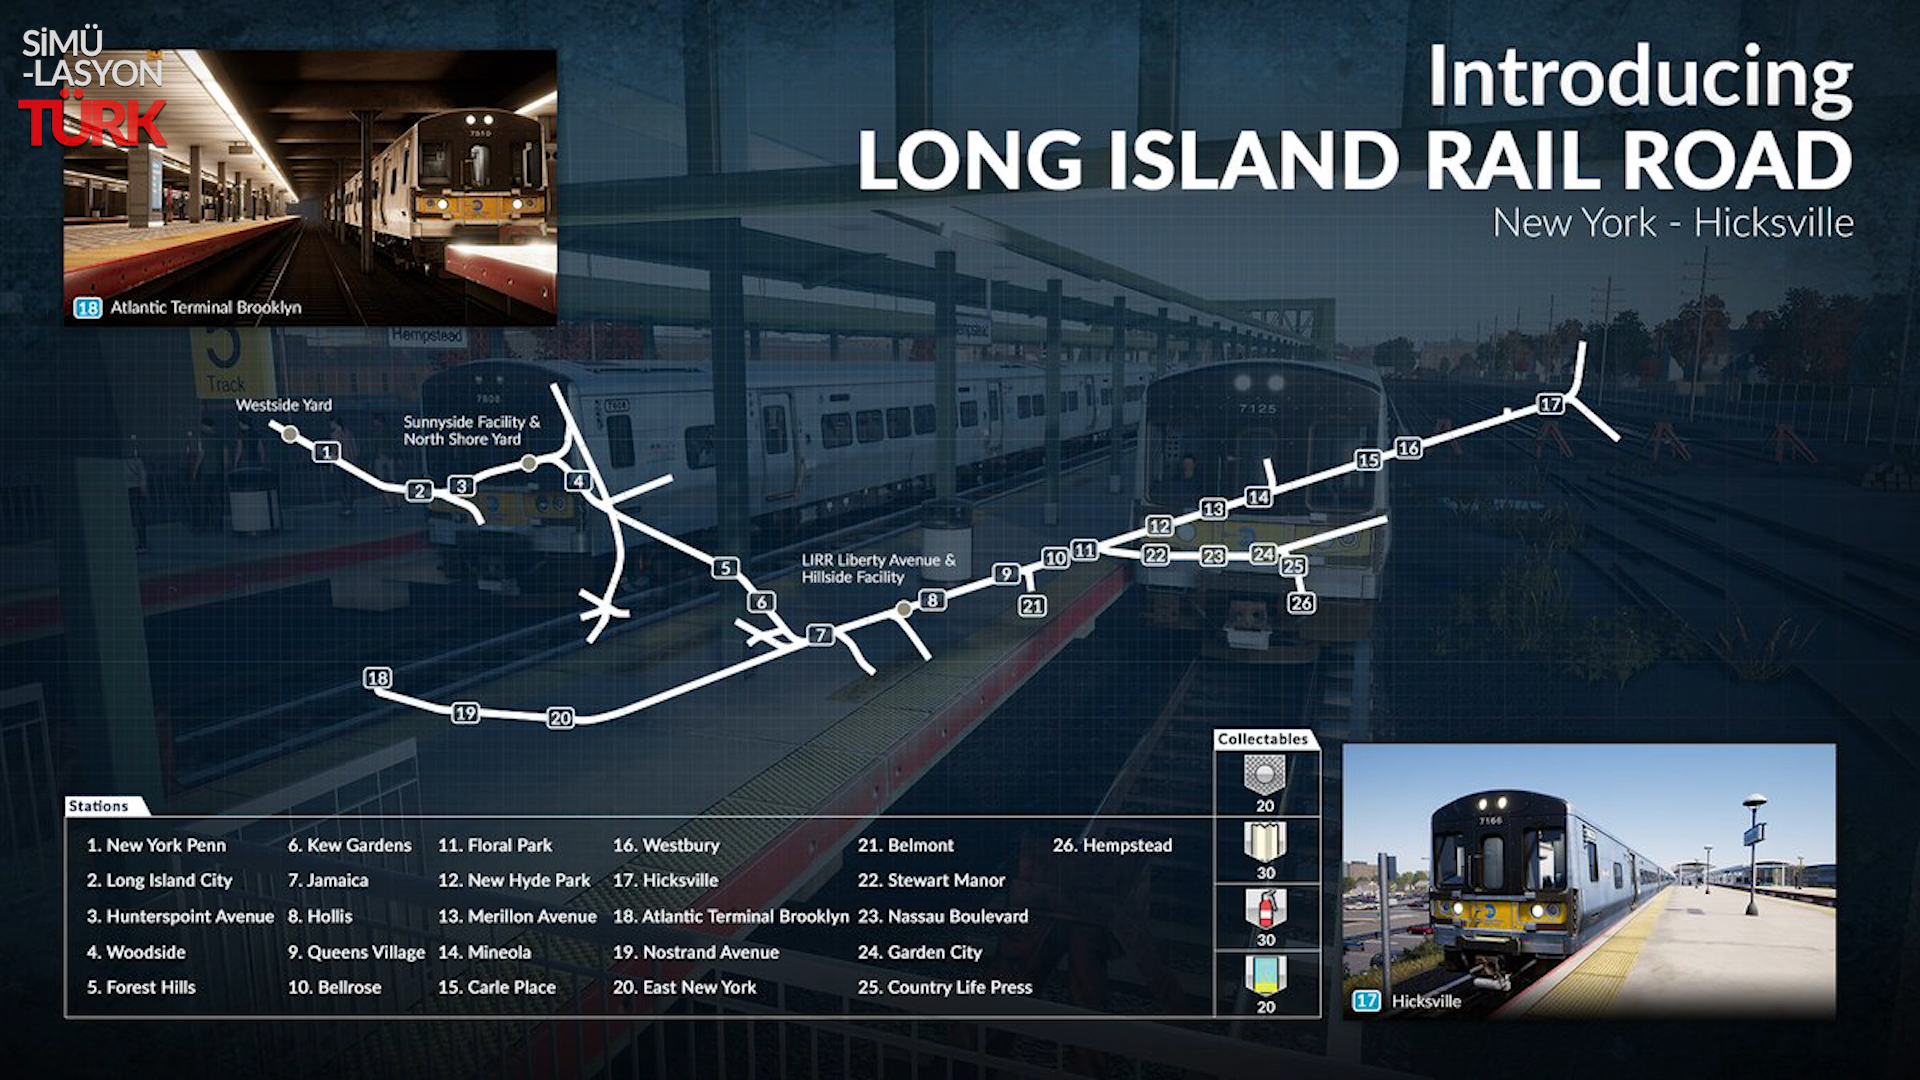 SiMÜ
-LASYON
TÜRK
Introducing
LONG ISLAND RAIL ROAD
New York - Hicksville
7510
18 Atlantic Terminal Brooklyn
5
Track
Hempstead
Hempstead
7608
7608
7125
Westside Yard
Sunnyside Facility &
North Shore Yard
LIRR Liberty Avenue &
Hillside Facility
1
2
3
4
5
6
7
8
9
10
11
12
13
14
15
16
17
18
19
20
21
22
23
24
25
26
Stations
1. New York Penn
2. Long Island City
3. Hunterspoint Avenue
4. Woodside
5. Forest Hills
6. Kew Gardens
7. Jamaica
8. Hollis
9. Queens Village
10. Bellrose
11. Floral Park
12. New Hyde Park
13. Merillon Avenue
14. Mineola
15. Carle Place
16. Westbury
17. Hicksville
18. Atlantic Terminal Brooklyn
19. Nostrand Avenue
20. East New York
21. Belmont
22. Stewart Manor
23. Nassau Boulevard
24. Garden City
25. Country Life Press
26. Hempstead
Collectables
20
30
30
20
7166
17 Hicksville